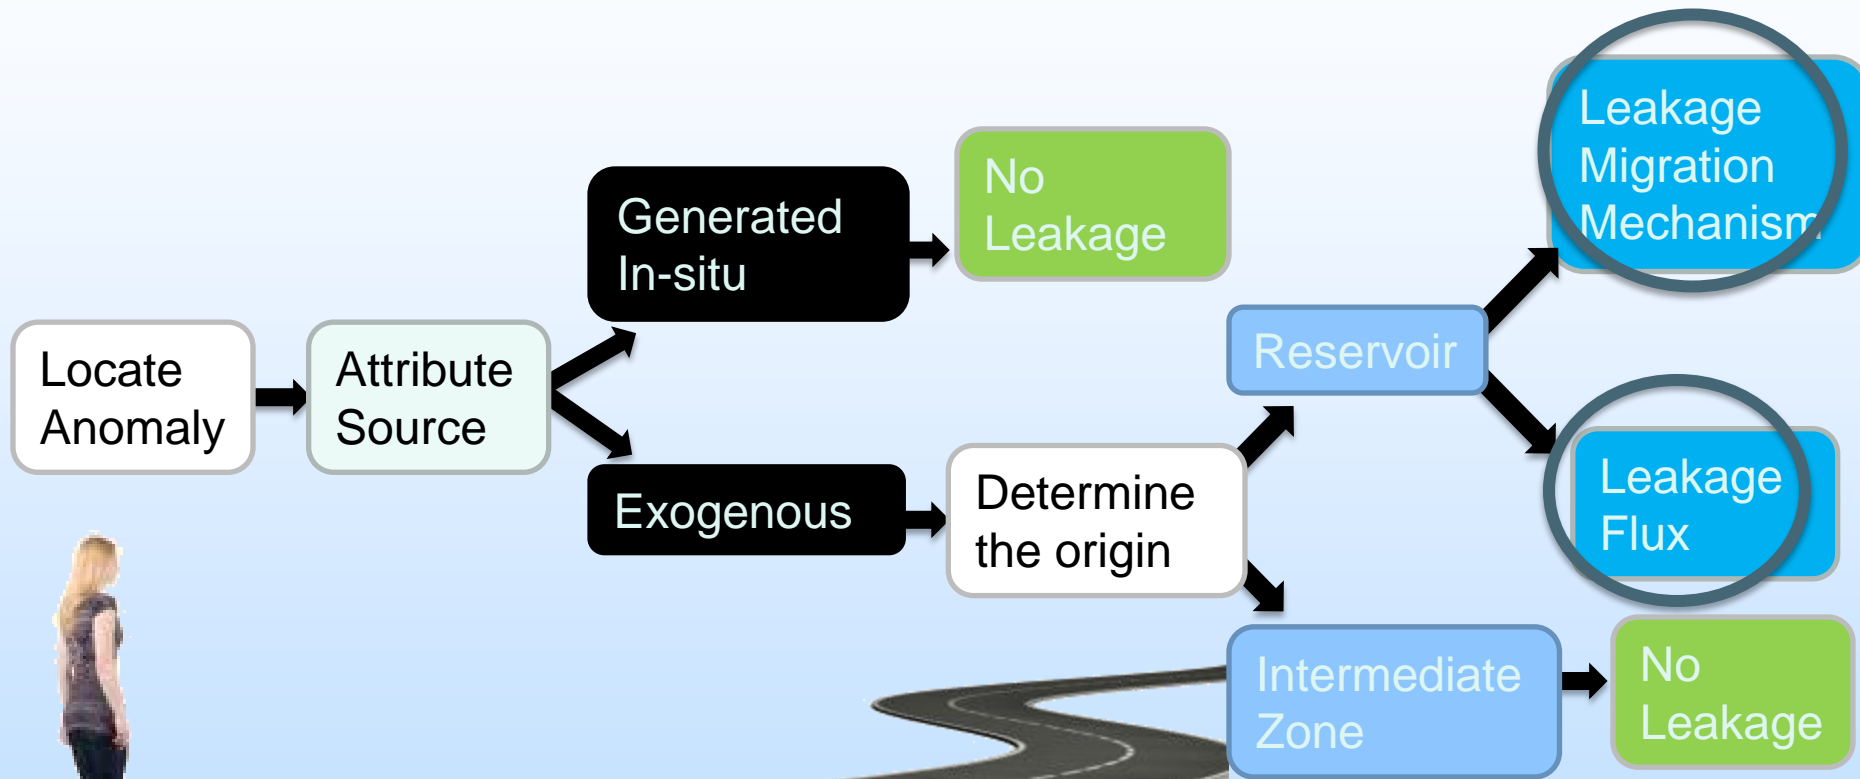 Locate
Anomaly
Attribute
Source
Generated
In-situ
No
Leakage
Exogenous
Determine
the origin
Reservoir
Leakage
Migration
Mechanism
Leakage
Flux
Intermediate
Zone
No
Leakage